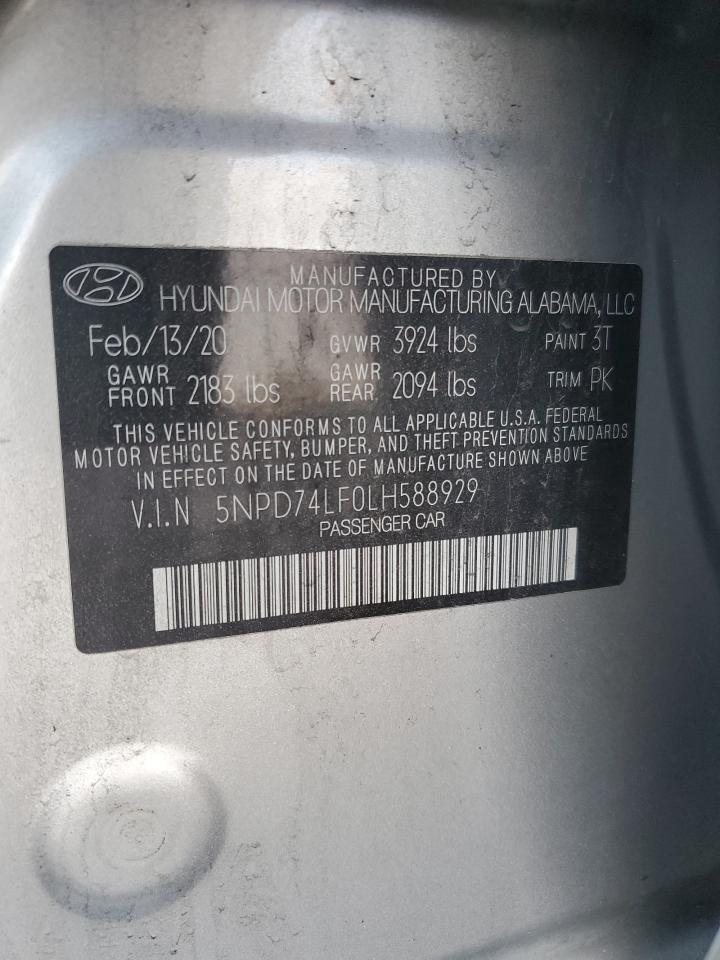 MANUFACTURED BY
HYUNDAI MOTOR MANUFACTURING ALABAMA, LLC
Feb/13/20 GVWR 3924 lbs PAINT 3T
GAWR FRONT 2183 lbs GAWR REAR 2094 lbs TRIM PK
THIS VEHICLE CONFORMS TO ALL APPLICABLE U.S.A. FEDERAL
MOTOR VEHICLE SAFETY, BUMPER, AND THEFT PREVENTION STANDARDS
IN EFFECT ON THE DATE OF MANUFACTURE SHOWN ABOVE
V.I.N 5NPD74LF0LH588929
PASSENGER CAR